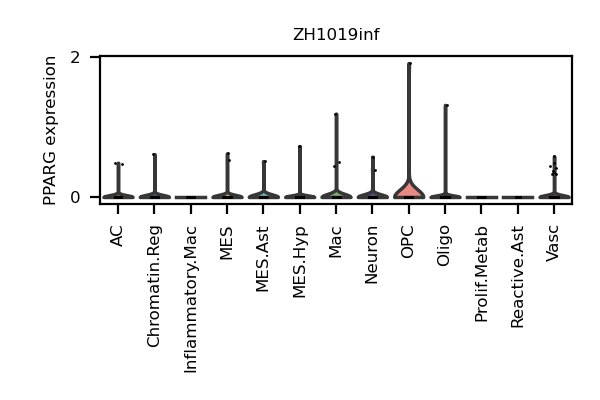 ZH1019inf
PPARG expression
2
0
AC
Chromatin.Reg
Inflammatory.Mac
MES
MES.Ast
MES.Hyp
Mac
Neuron
OPC
Oligo
Prolif.Metab
Reactive.Ast
Vasc